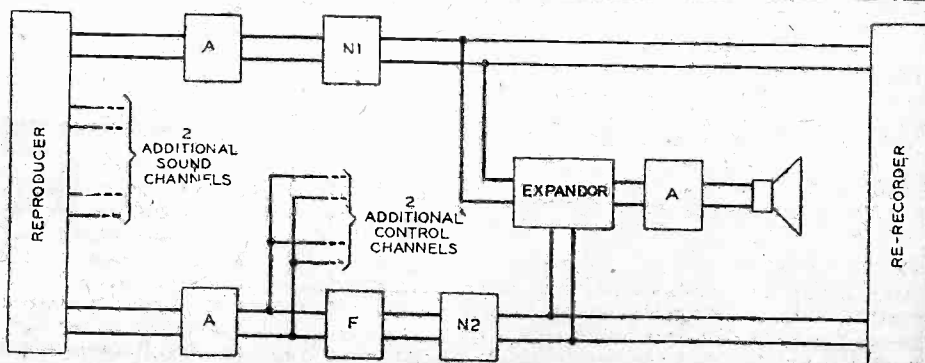 REPRODUCER
A
N1
2
ADDITIONAL
SOUND
CHANNELS
2
ADDITIONAL
CONTROL
CHANNELS
EXPANDOR
A
A
F
N2
RE-RECORDER